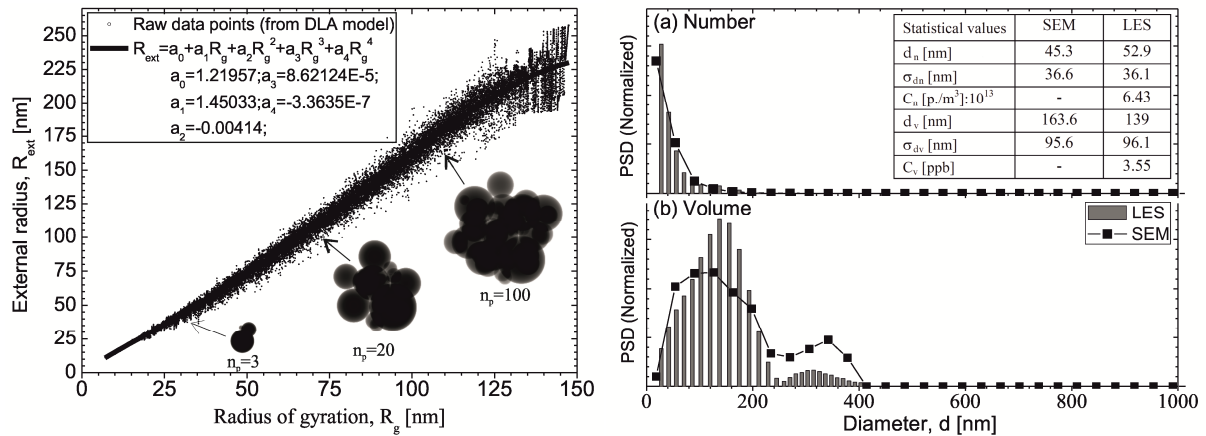 Raw data points (from DLA model)
R_ext=a_0+a_1R_g+a_2R_g^2+a_3R_g^3+a_4R_g^4
a_0=1.21957;a_3=8.62124E-5;
a_1=1.45033;a_4=-3.3635E-7
a_2=-0.00414;
External radius, R_ext [nm]
250
225
200
175
150
125
100
75
50
25
0
n_p=3
n_p=20
n_p=100
0 25 50 75 100 125 150
Radius of gyration, R_g [nm]
(a) Number
PSD (Normalized)
Statistical values SEM LES
d_n [nm] 45.3 52.9
σ_dn [nm] 36.6 36.1
C_n [p./m^3]:10^13 - 6.43
d_v [nm] 163.6 139
σ_dv [nm] 95.6 96.1
C_v [ppb] - 3.55
(b) Volume
PSD (Normalized)
LES
SEM
0 200 400 600 800 1000
Diameter, d [nm]